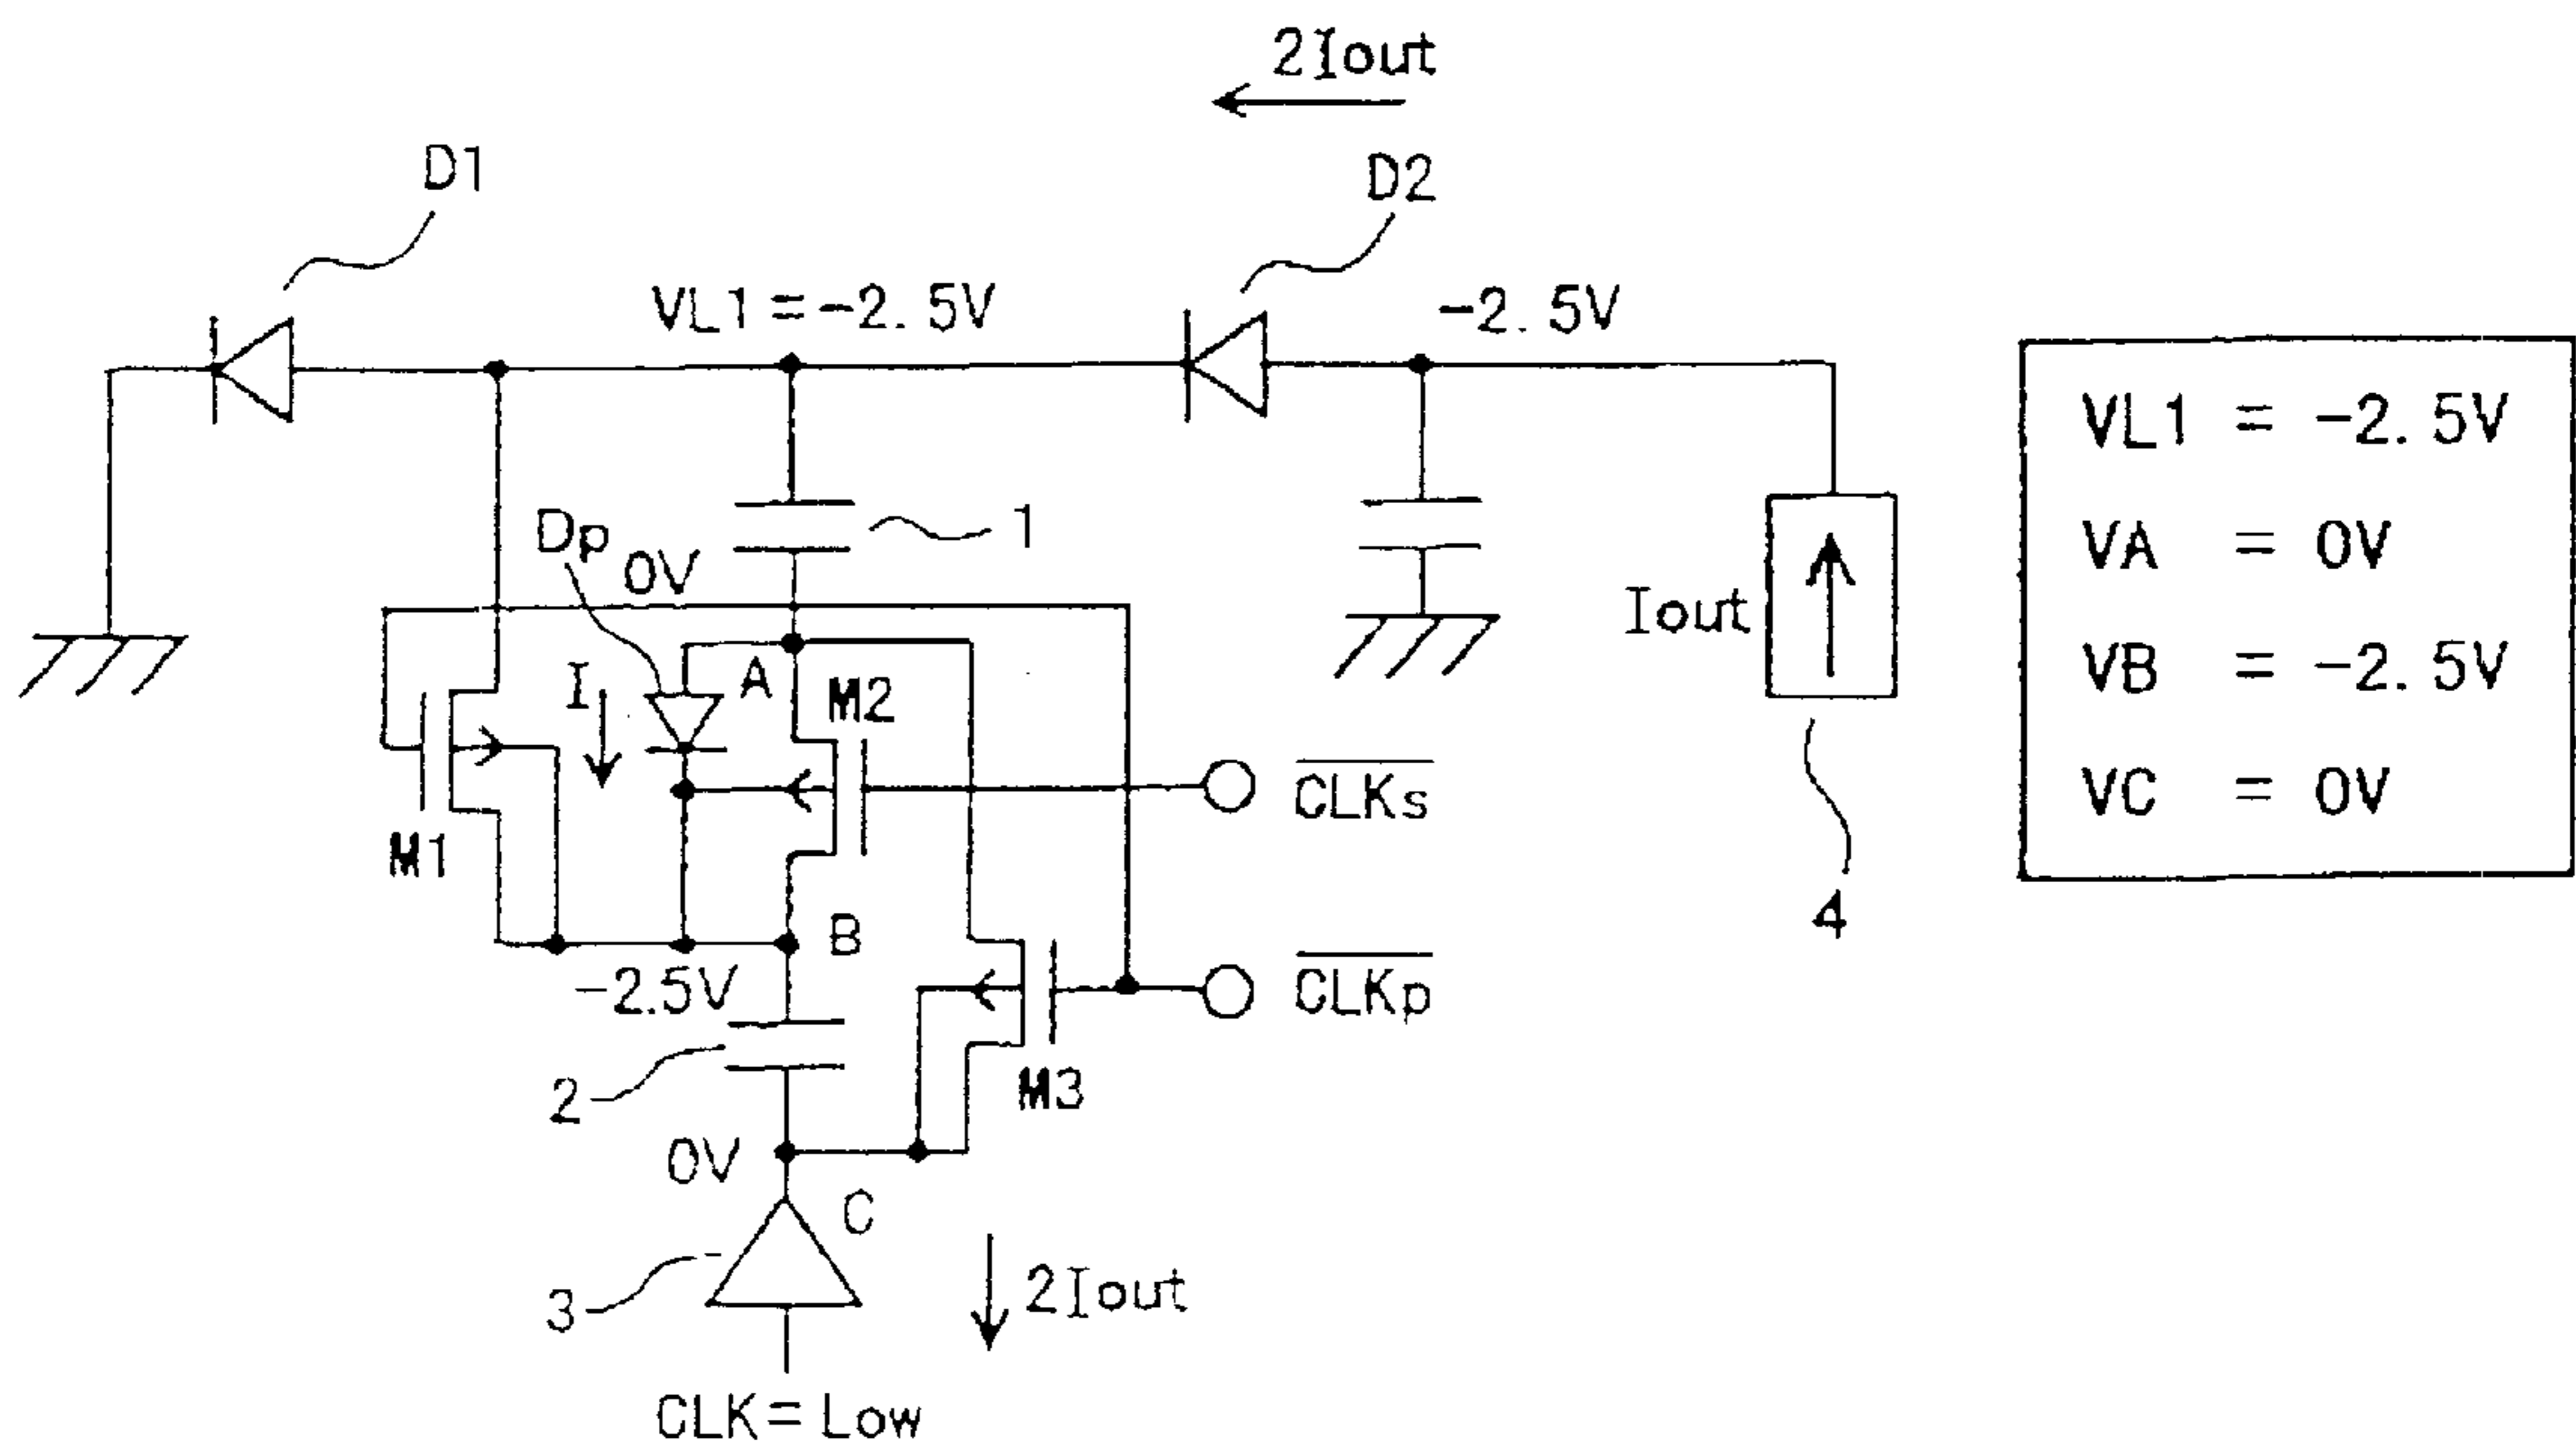 2Iout
D1
D2
VL1 = -2.5V
-2.5V
VL1 = -2.5V
VA = 0V
VB = -2.5V
VC = 0V
Dp
0V
1
Iout
I
A
M2
M1
CLKs
4
B
-2.5V
CLKp
2
M3
0V
C
3
2Iout
CLK = Low